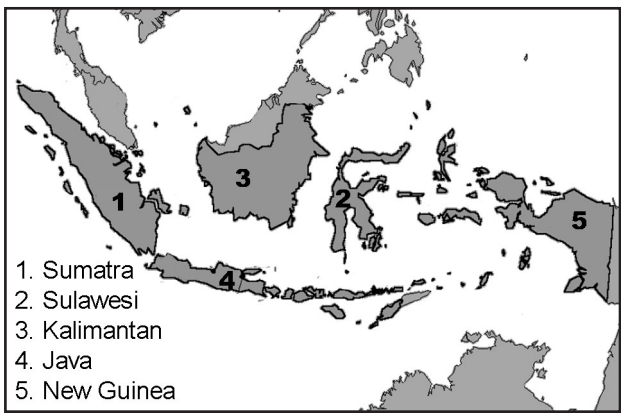 1
3
2
5
4
1. Sumatra
2. Sulawesi
3. Kalimantan
4. Java
5. New Guinea